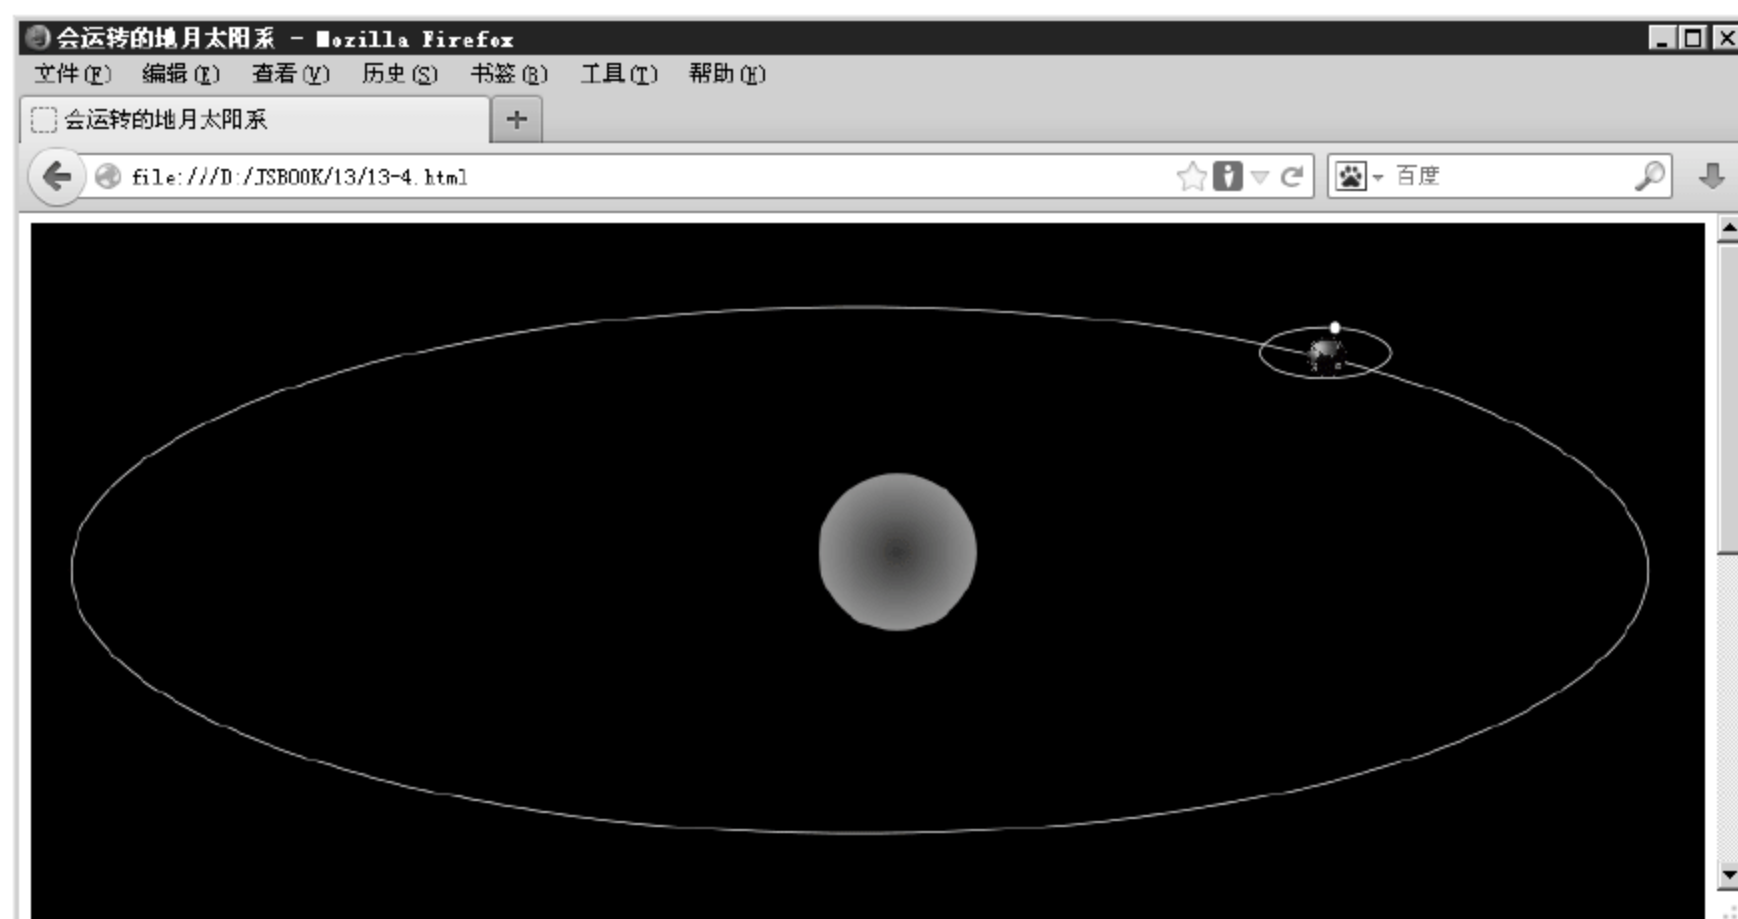 会运转的地月太阳系 - Mozilla Firefox
文件(F) 编辑(E) 查看(V) 历史(S) 书签(B) 工具(T) 帮助(H)
会运转的地月太阳系
file:///D:/JSBOOK/13/13-4.html 百度